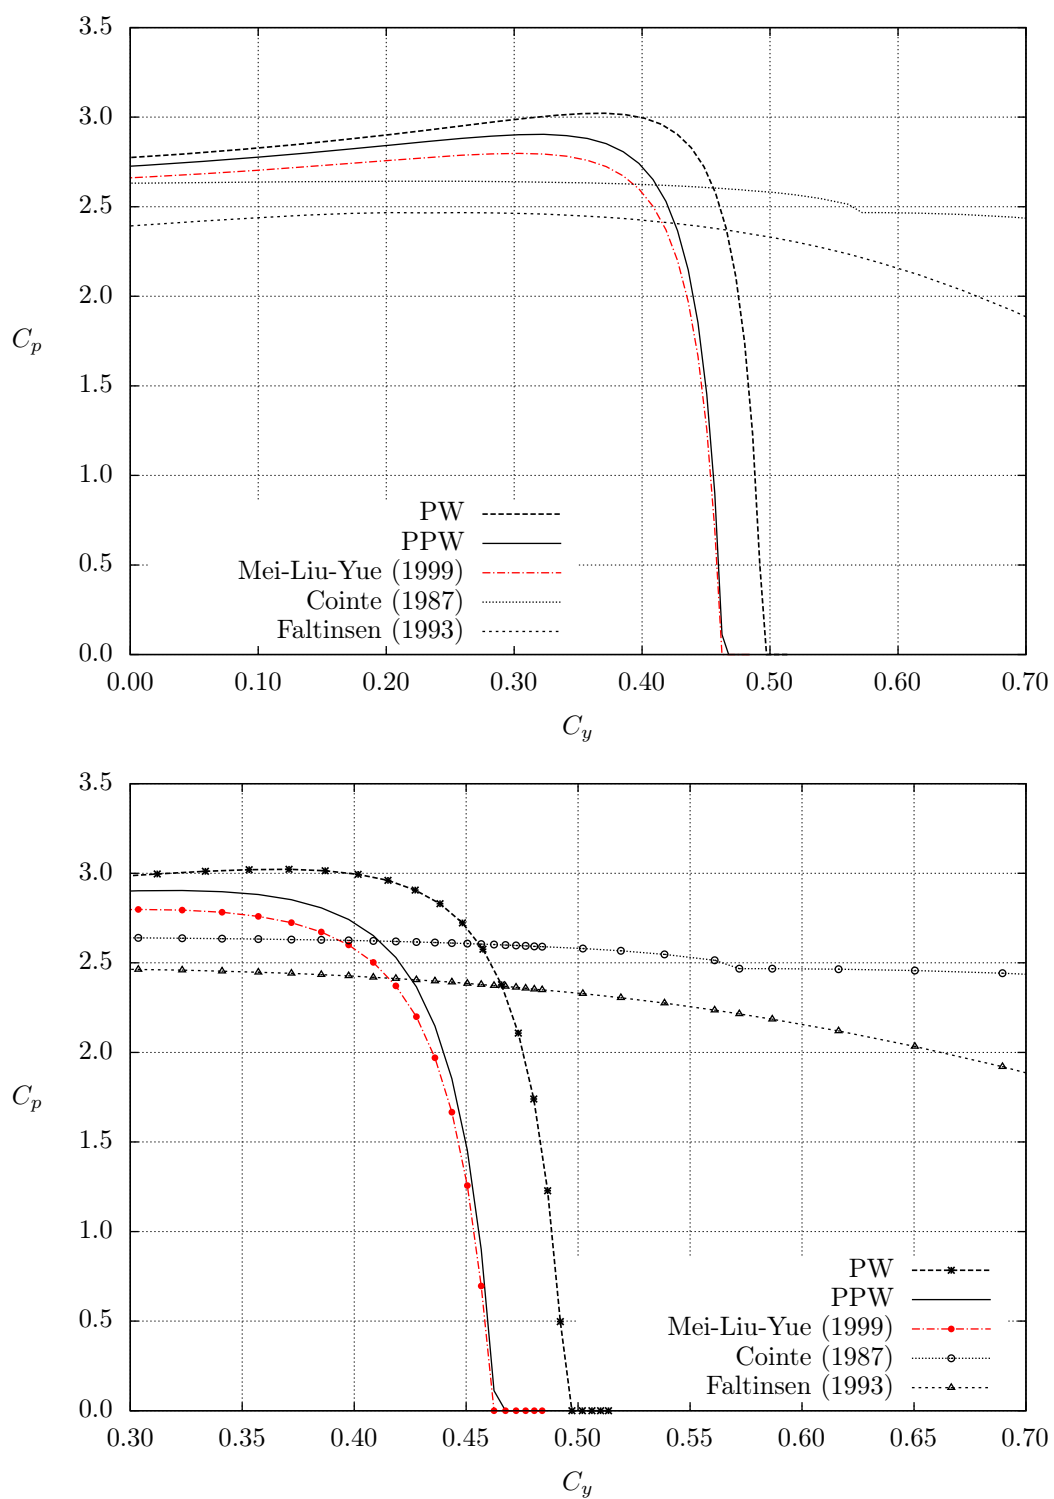 3.5
3.0
2.5
2.0
C_p
1.5
1.0
PW
PPW
0.5
Mei-Liu-Yue (1999)
Cointe (1987)
Faltinsen (1993)
0.0
0.00 0.10 0.20 0.30 0.40 0.50 0.60 0.70
C_y
3.5
3.0
2.5
2.0
C_p
1.5
1.0
PW
PPW
0.5
Mei-Liu-Yue (1999)
Cointe (1987)
Faltinsen (1993)
0.0
0.30 0.35 0.40 0.45 0.50 0.55 0.60 0.65 0.70
C_y